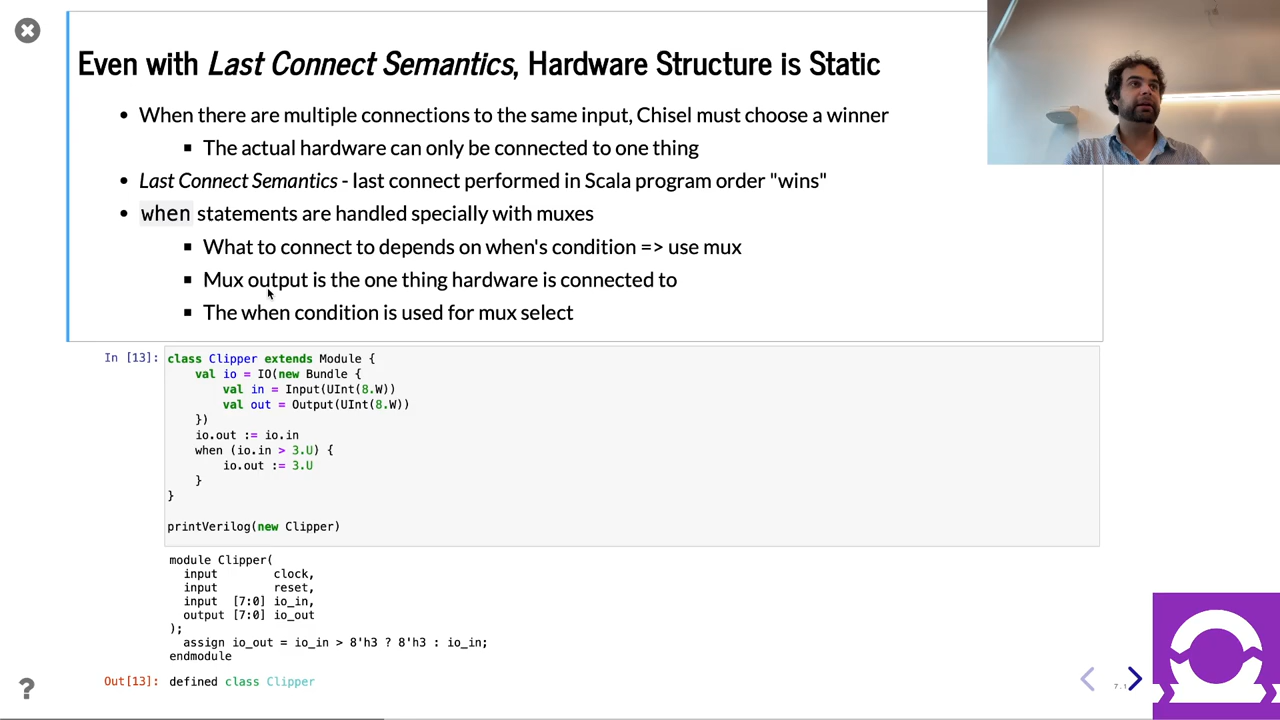 Even with Last Connect Semantics, Hardware Structure is Static
• When there are multiple connections to the same input, Chisel must choose a winner
▪ The actual hardware can only be connected to one thing
• Last Connect Semantics - last connect performed in Scala program order "wins"
• when statements are handled specially with muxes
▪ What to connect to depends on when's condition => use mux
▪ Mux output is the one thing hardware is connected to
▪ The when condition is used for mux select
In [13]:
class Clipper extends Module {
    val io = IO(new Bundle {
        val in = Input(UInt(8.W))
        val out = Output(UInt(8.W))
    })
    io.out := io.in
    when (io.in > 3.U) {
        io.out := 3.U
    }
}
printVerilog(new Clipper)
module Clipper(
  input        clock,
  input        reset,
  input  [7:0] io_in,
  output [7:0] io_out
);
  assign io_out = io_in > 8'h3 ? 8'h3 : io_in;
endmodule
Out[13]: defined class Clipper
?
7.1